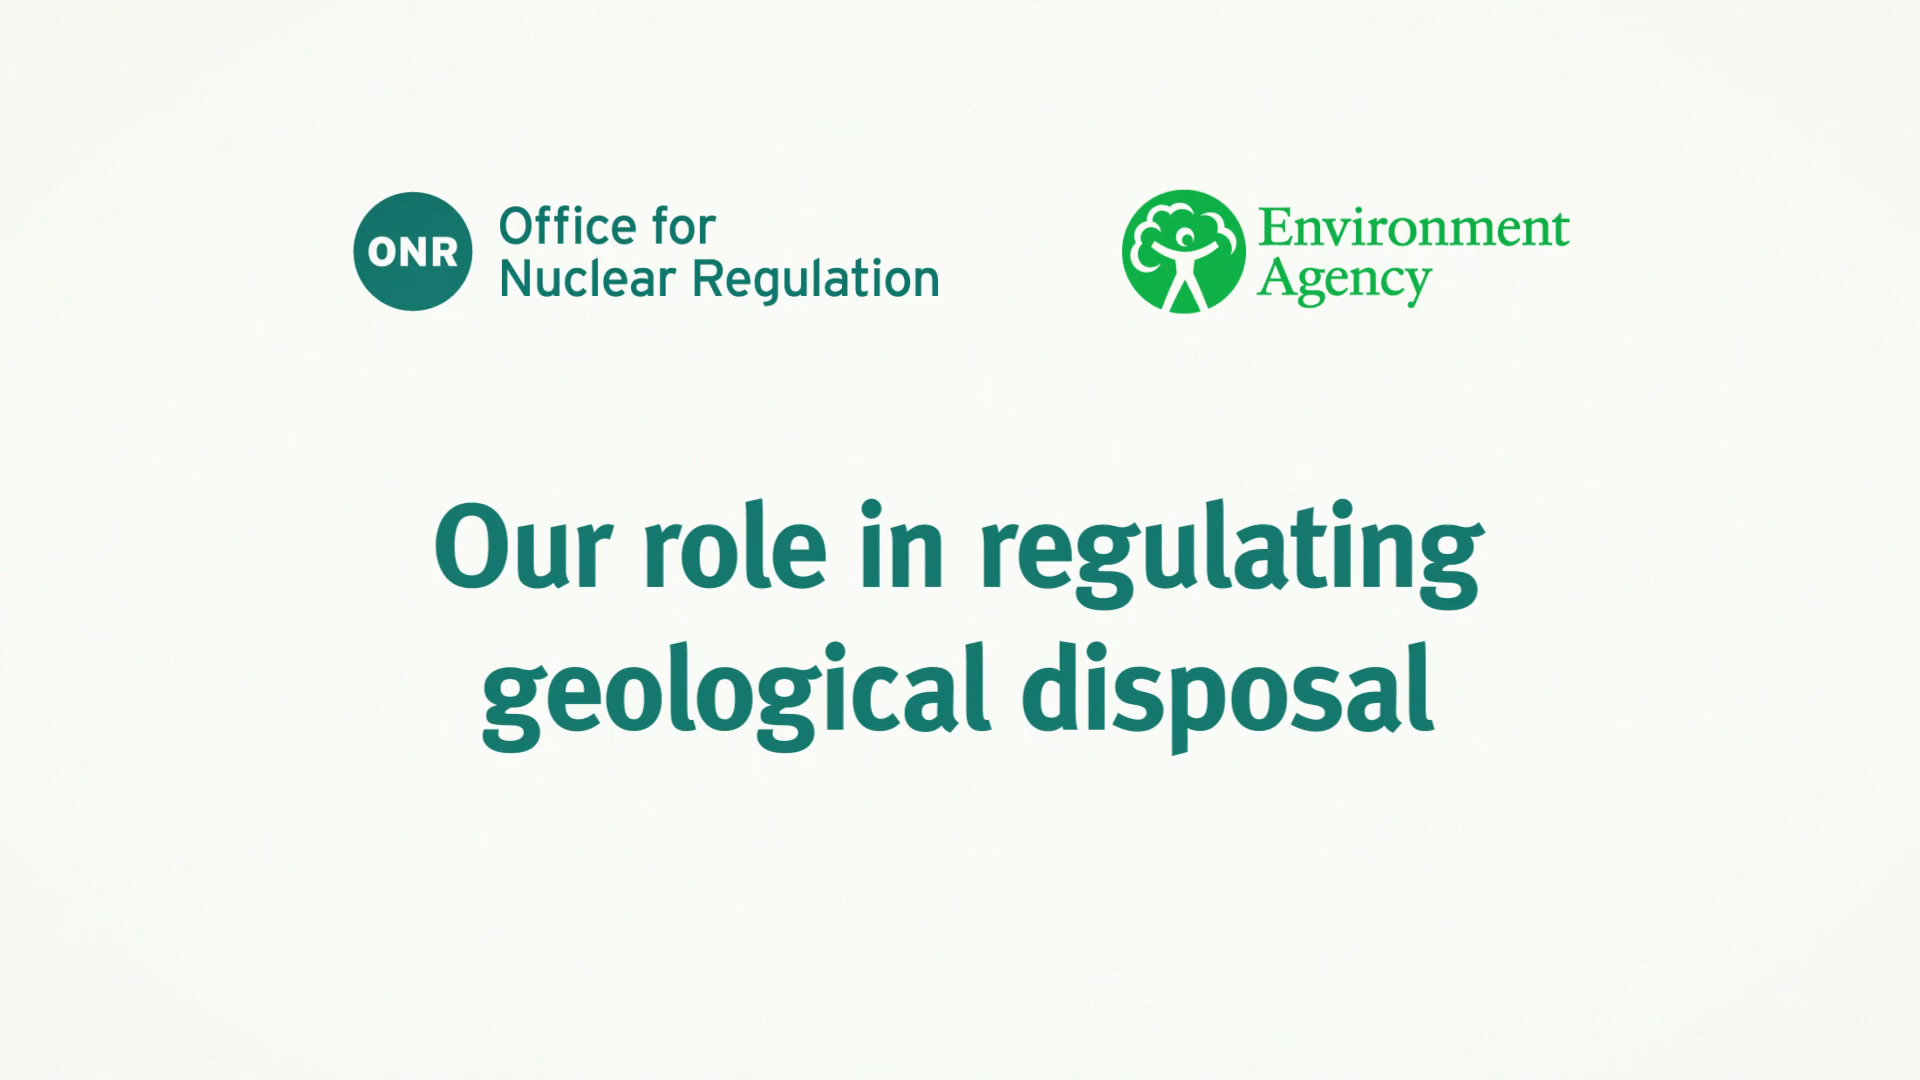 ONR
Office for
Nuclear Regulation
Environment
Agency
Our role in regulating
geological disposal